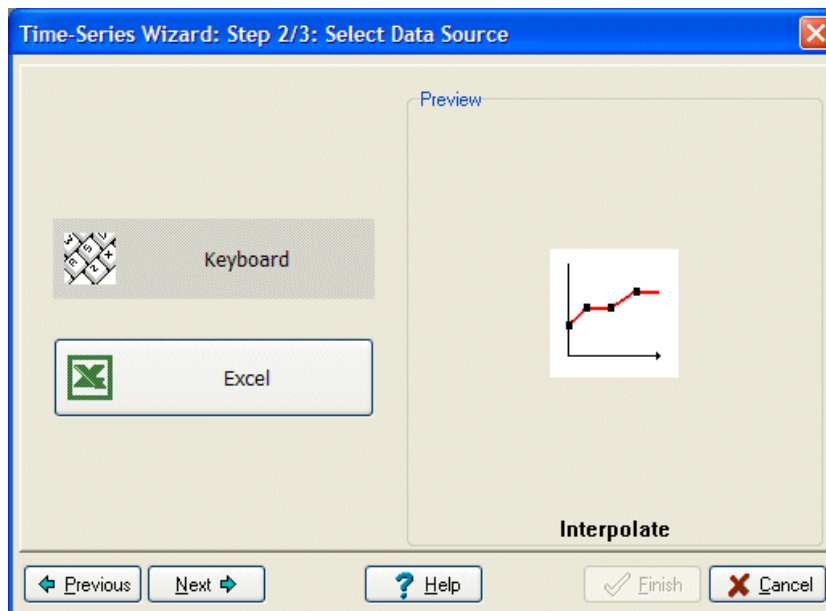 Time-Series Wizard: Step 2/3: Select Data Source
Preview
Keyboard
Excel
Interpolate
Previous Next Help Finish Cancel